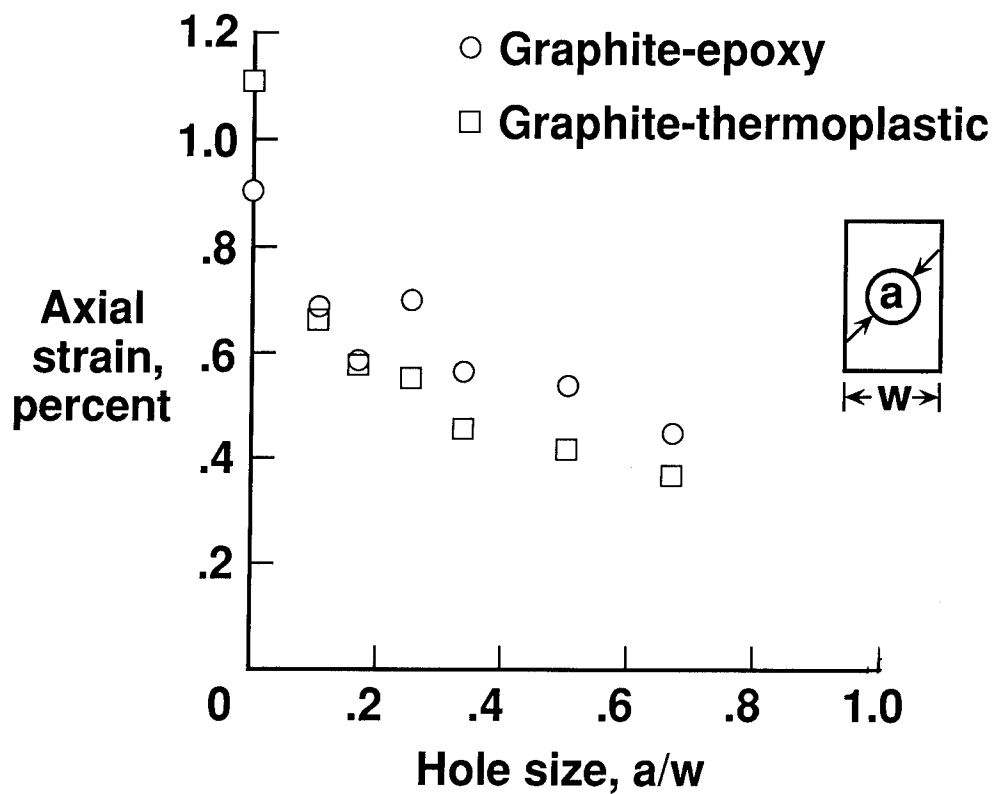 1.2
1.0
.8
.6
.4
.2
0
Graphite-epoxy
Graphite-thermoplastic
Axial
strain,
percent
a
w
.2
.4
.6
.8
1.0
Hole size, a/w